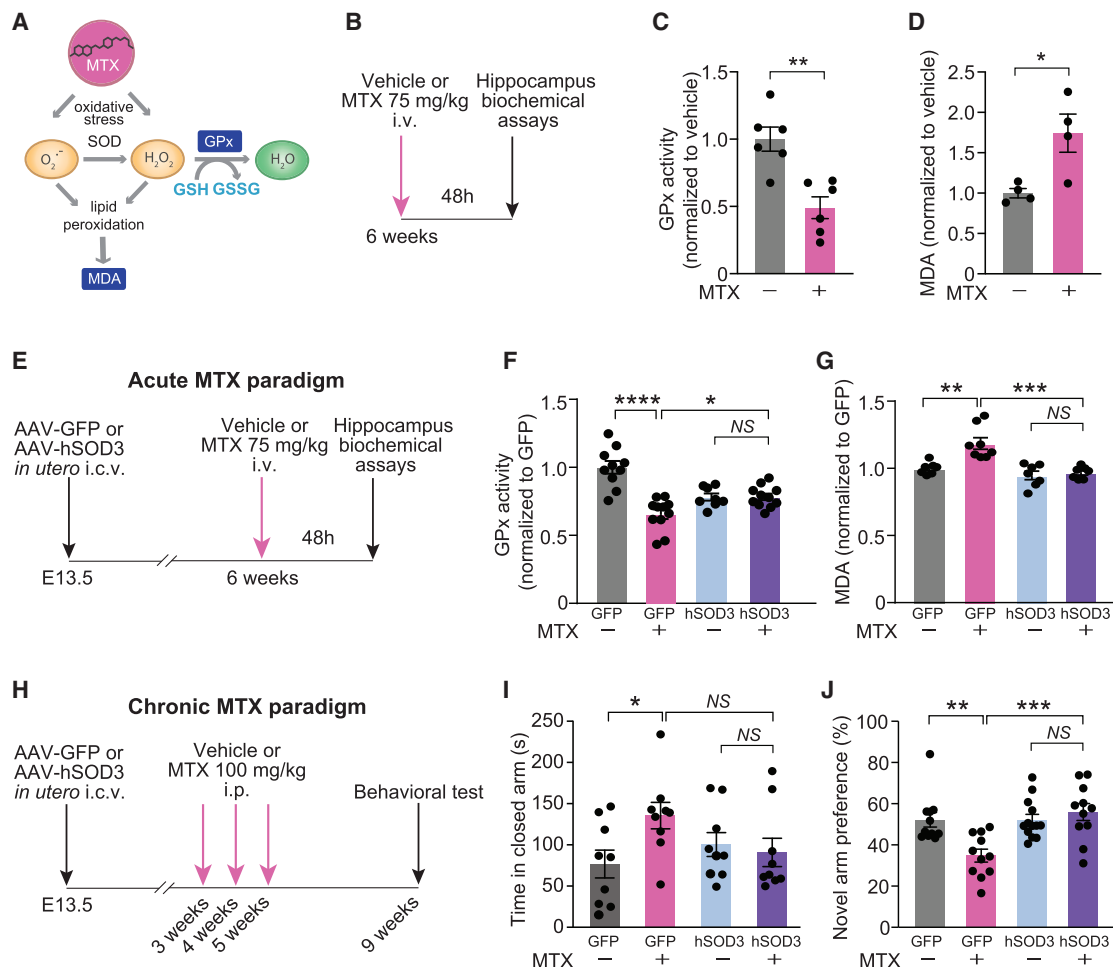 A
MTX
oxidative
stress
SOD
GPx
O₂·⁻
H₂O₂
H₂O
GSH GSSG
lipid
peroxidation
MDA
B
Vehicle or
MTX 75 mg/kg
i.v.
Hippocampus
biochemical
assays
48h
6 weeks
C
GPx activity
(normalized to vehicle)
1.5
1.0
0.5
0
**
MTX − +
D
MDA (normalized to vehicle)
2.5
2.0
1.5
1.0
0.5
0
*
MTX − +
E
Acute MTX paradigm
AAV-GFP or
AAV-hSOD3
in utero i.c.v.
Vehicle or
MTX 75 mg/kg
i.v.
Hippocampus
biochemical
assays
48h
E13.5
6 weeks
F
GPx activity
(normalized to GFP)
1.5
1.0
0.5
0
**** *
NS
GFP GFP hSOD3 hSOD3
MTX − + − +
G
MDA (normalized to GFP)
1.5
1.0
0.5
0
** ***
NS
GFP GFP hSOD3 hSOD3
MTX − + − +
H
Chronic MTX paradigm
AAV-GFP or
AAV-hSOD3
in utero i.c.v.
Vehicle or
MTX 100 mg/kg
i.p.
Behavioral test
E13.5
3 weeks
4 weeks
5 weeks
9 weeks
I
Time in closed arm (s)
250
200
150
100
50
0
* NS
NS
GFP GFP hSOD3 hSOD3
MTX − + − +
J
Novel arm preference (%)
100
80
60
40
20
0
** ***
NS
GFP GFP hSOD3 hSOD3
MTX − + − +